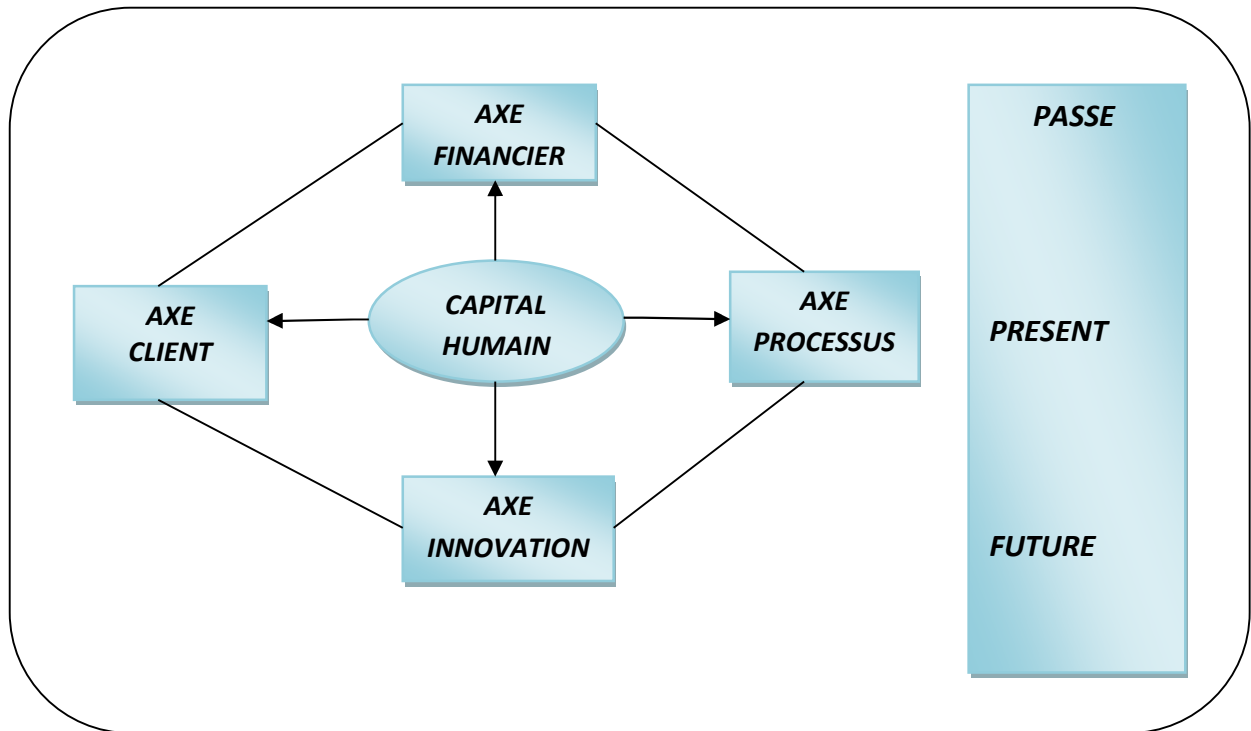 AXE
FINANCIER
PASSE
AXE
CLIENT
CAPITAL
HUMAIN
AXE
PROCESSUS
PRESENT
AXE
INNOVATION
FUTURE